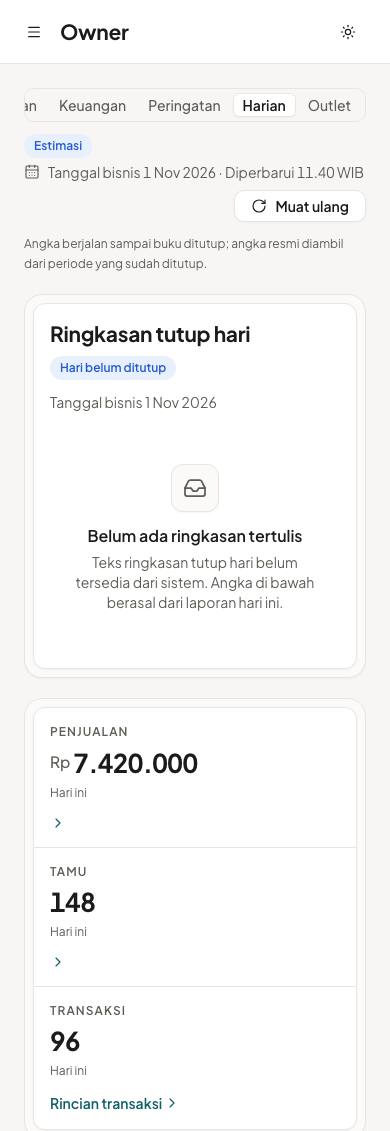 Owner
an Keuangan Peringatan Harian Outlet
Estimasi
Tanggal bisnis 1 Nov 2026 · Diperbarui 11.40 WIB
Muat ulang
Angka berjalan sampai buku ditutup; angka resmi diambil
dari periode yang sudah ditutup.
Ringkasan tutup hari
Hari belum ditutup
Tanggal bisnis 1 Nov 2026
Belum ada ringkasan tertulis
Teks ringkasan tutup hari belum
tersedia dari sistem. Angka di bawah
berasal dari laporan hari ini.
PENJUALAN
Rp 7.420.000
Hari ini
TAMU
148
Hari ini
TRANSAKSI
96
Hari ini
Rincian transaksi